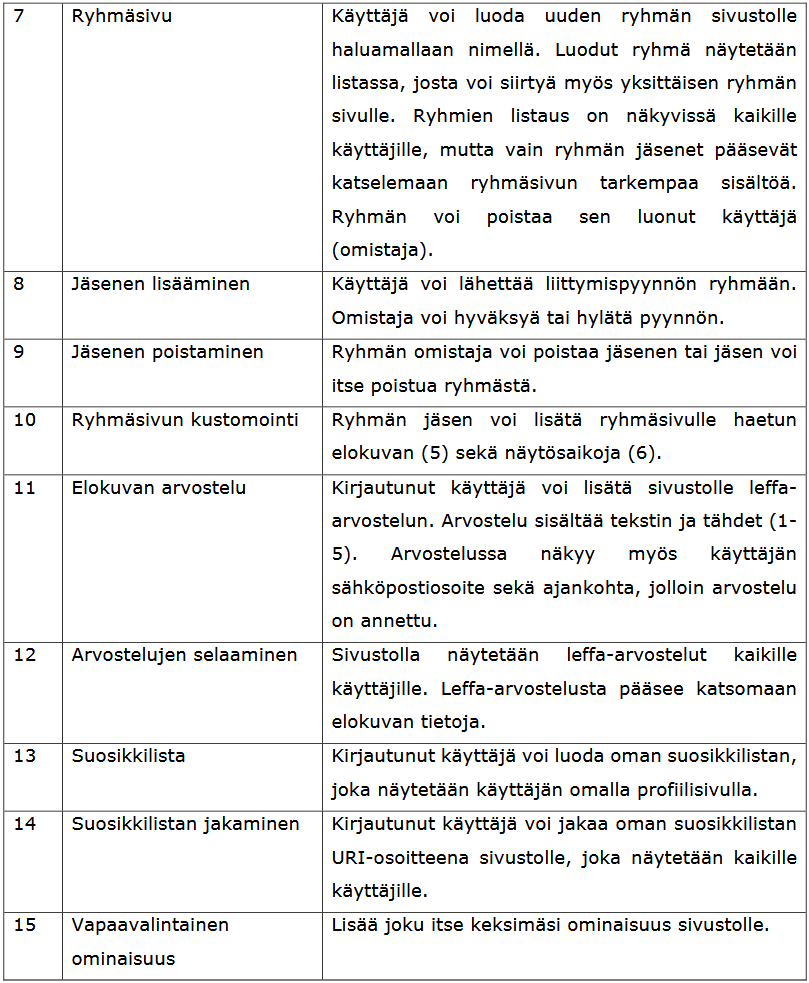 7 Ryhmäsivu Käyttäjä voi luoda uuden ryhmän sivustolle
haluamallaan nimellä. Luodut ryhmä näytetään
listassa, josta voi siirtyä myös yksittäisen ryhmän
sivulle. Ryhmien listaus on näkyvissä kaikille
käyttäjille, mutta vain ryhmän jäsenet pääsevät
katselemaan ryhmäsivun tarkempaa sisältöä.
Ryhmän voi poistaa sen luonut käyttäjä
(omistaja).
8 Jäsenen lisääminen Käyttäjä voi lähettää liittymispyynnön ryhmään.
Omistaja voi hyväksyä tai hylätä pyynnön.
9 Jäsenen poistaminen Ryhmän omistaja voi poistaa jäsenen tai jäsen voi
itse poistua ryhmästä.
10 Ryhmäsivun kustomointi Ryhmän jäsen voi lisätä ryhmäsivulle haetun
elokuvan (5) sekä näytösaikoja (6).
11 Elokuvan arvostelu Kirjautunut käyttäjä voi lisätä sivustolle leffa-
arvostelun. Arvostelu sisältää tekstin ja tähdet (1-
5). Arvostelussa näkyy myös käyttäjän
sähköpostiosoite sekä ajankohta, jolloin arvostelu
on annettu.
12 Arvostelujen selaaminen Sivustolla näytetään leffa-arvostelut kaikille
käyttäjille. Leffa-arvostelusta pääsee katsomaan
elokuvan tietoja.
13 Suosikkilista Kirjautunut käyttäjä voi luoda oman suosikkilistan,
joka näytetään käyttäjän omalla profiilisivulla.
14 Suosikkilistan jakaminen Kirjautunut käyttäjä voi jakaa oman suosikkilistan
URI-osoitteena sivustolle, joka näytetään kaikille
käyttäjille.
15 Vapaavalintainen Lisää joku itse keksimäsi ominaisuus sivustolle.
ominaisuus